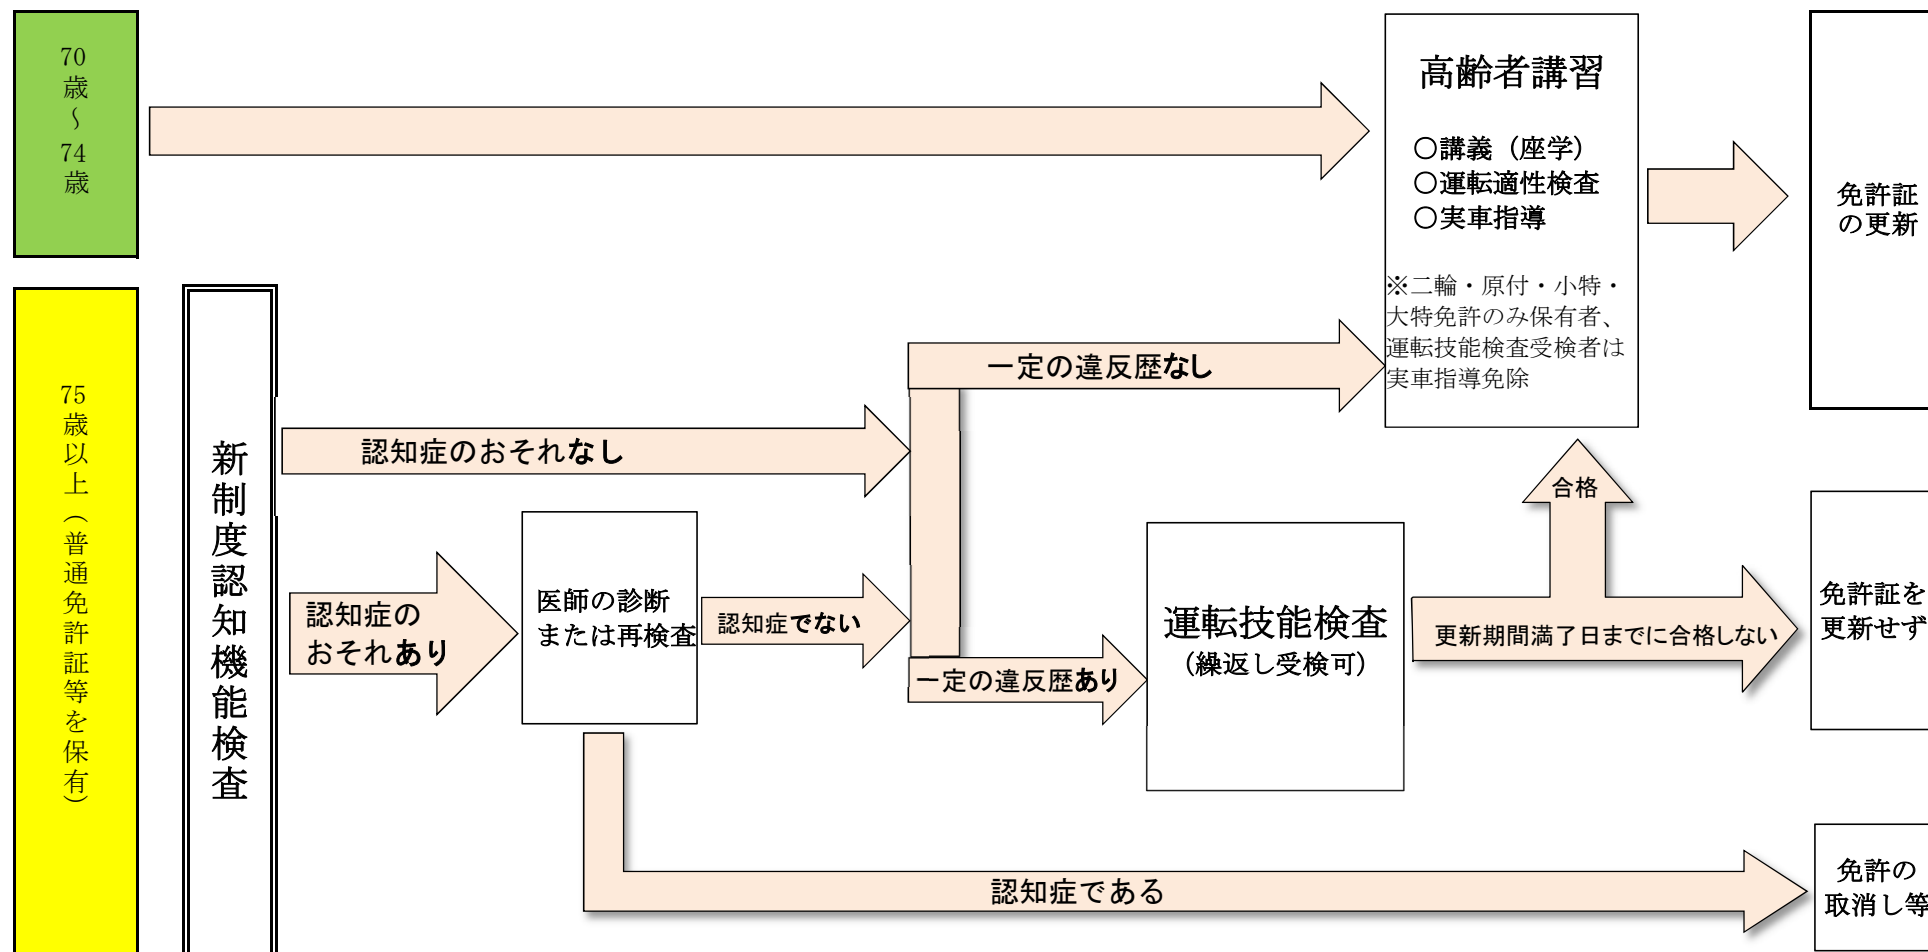 70歳～74歳
高齢者講習
○講義（座学）
○運転適性検査
○実車指導
※二輪・原付・小特・
大特免許のみ保有者、
運転技能検査受検者は
実車指導免除
免許証
の更新
75歳以上（普通免許証等を保有）
新制度認知機能検査
一定の違反歴なし
認知症のおそれなし
合格
認知症の
おそれあり
医師の診断
または再検査
認知症でない
一定の違反歴あり
運転技能検査
（繰返し受検可）
更新期間満了日までに合格しない
免許証を
更新せず
認知症である
免許の
取消し等